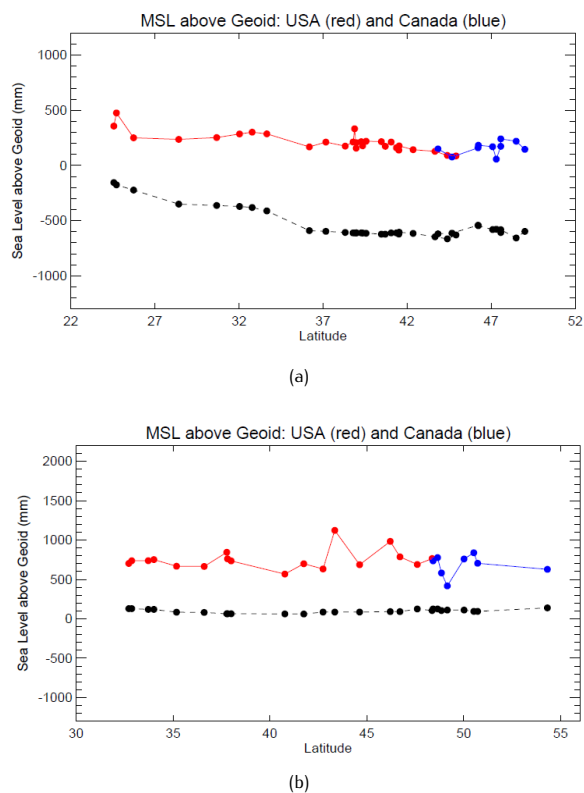 MSL above Geoid: USA (red) and Canada (blue)
Sea Level above Geoid (mm)
1000
500
0
-500
-1000
22 27 32 37 42 47 52
Latitude
(a)
MSL above Geoid: USA (red) and Canada (blue)
Sea Level above Geoid (mm)
2000
1500
1000
500
0
-500
-1000
30 35 40 45 50 55
Latitude
(b)